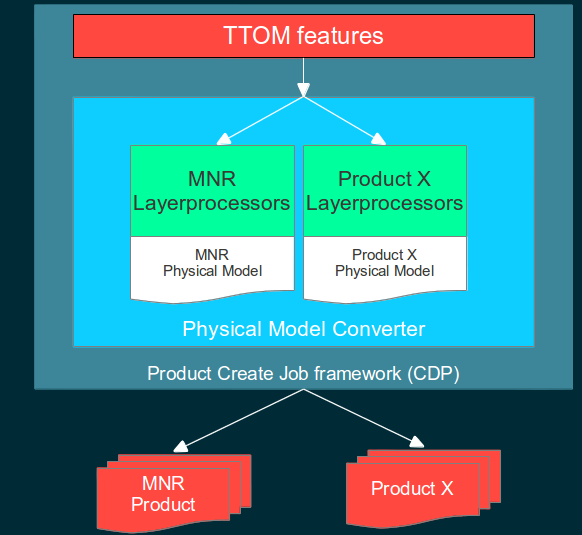 TTOM features
MNR
Layerprocessors
Product X
Layerprocessors
MNR
Physical Model
Product X
Physical Model
Physical Model Converter
Product Create Job framework (CDP)
MNR
Product
Product X